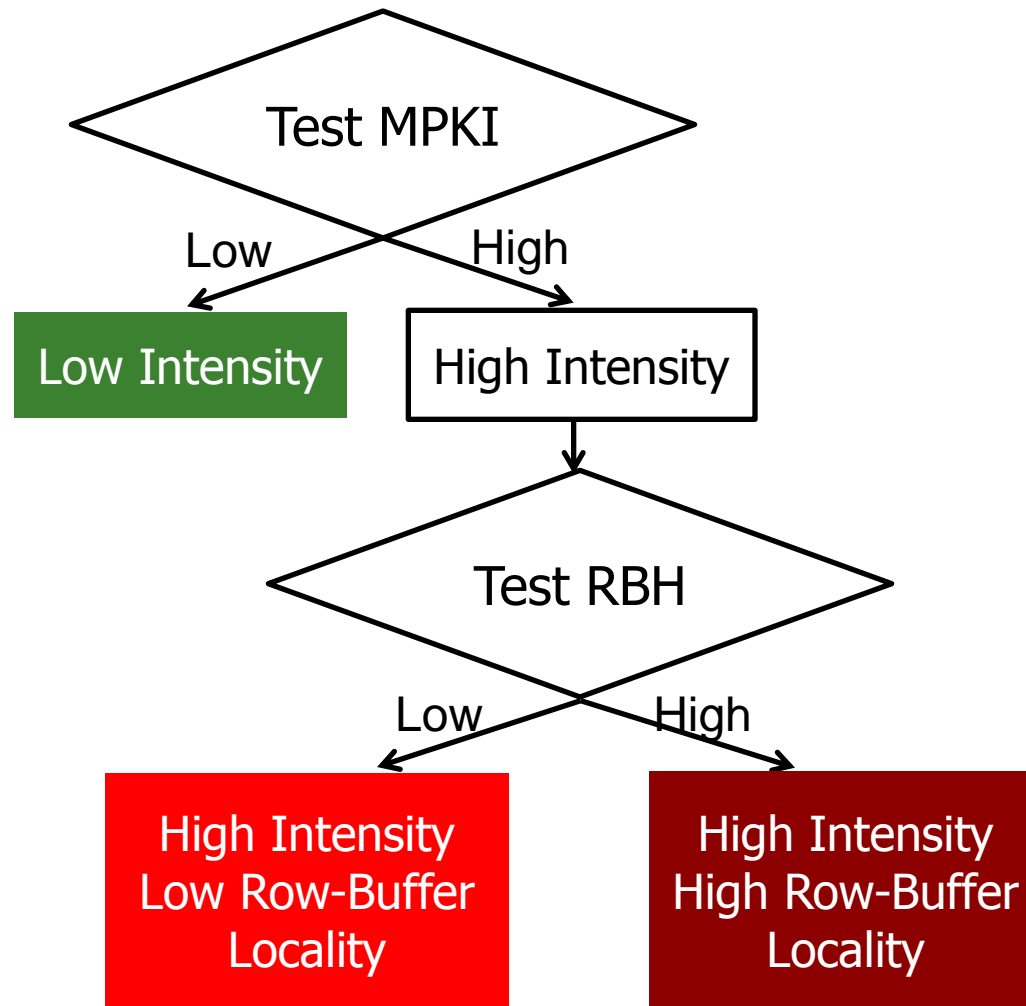 Test MPKI
Low
High
Low Intensity
High Intensity
Test RBH
Low
High
High Intensity
Low Row-Buffer
Locality
High Intensity
High Row-Buffer
Locality